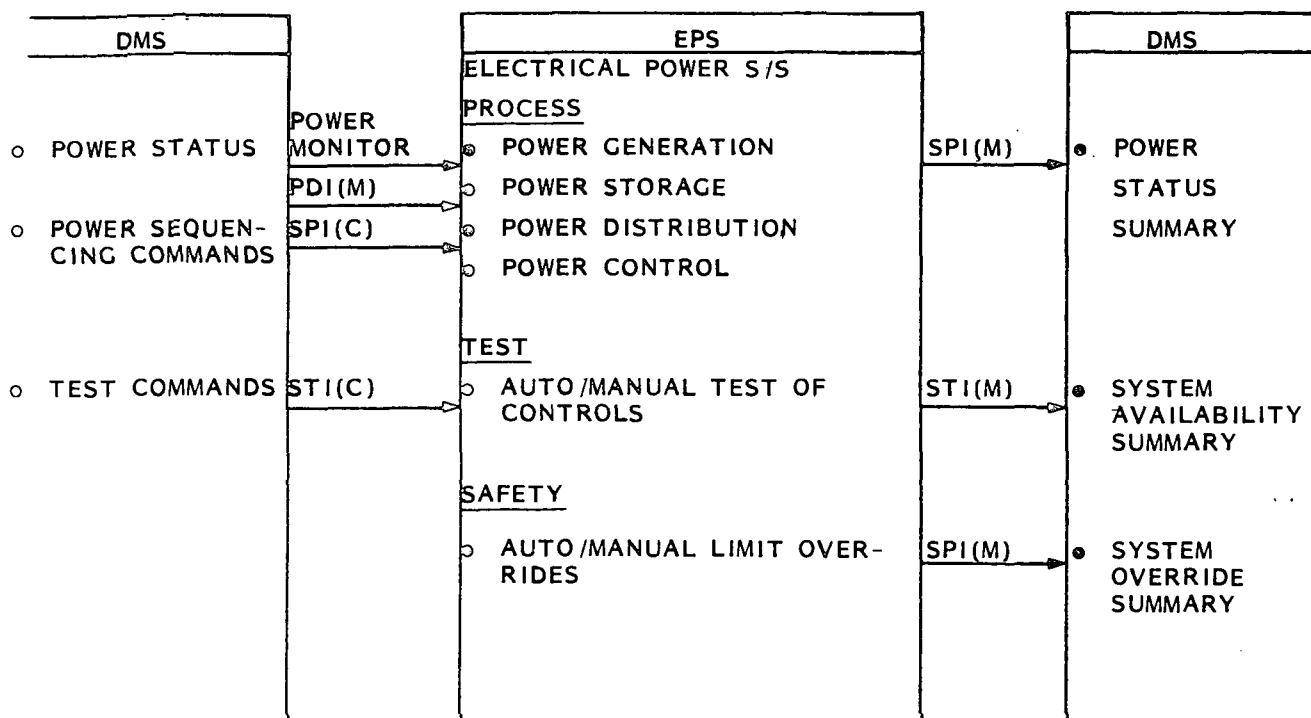 DMS
EPS
DMS
ELECTRICAL POWER S/S
PROCESS
POWER
○ POWER STATUS
MONITOR
● POWER GENERATION
SPI(M)
● POWER
PDI(M)
○ POWER STORAGE
STATUS
○ POWER SEQUEN-
SPI(C)
● POWER DISTRIBUTION
SUMMARY
CING COMMANDS
○ POWER CONTROL
TEST
○ TEST COMMANDS
STI(C)
○ AUTO/MANUAL TEST OF
STI(M)
● SYSTEM
CONTROLS
AVAILABILITY
SUMMARY
SAFETY
○ AUTO/MANUAL LIMIT OVER-
SPI(M)
● SYSTEM
RIDES
OVERRIDE
SUMMARY